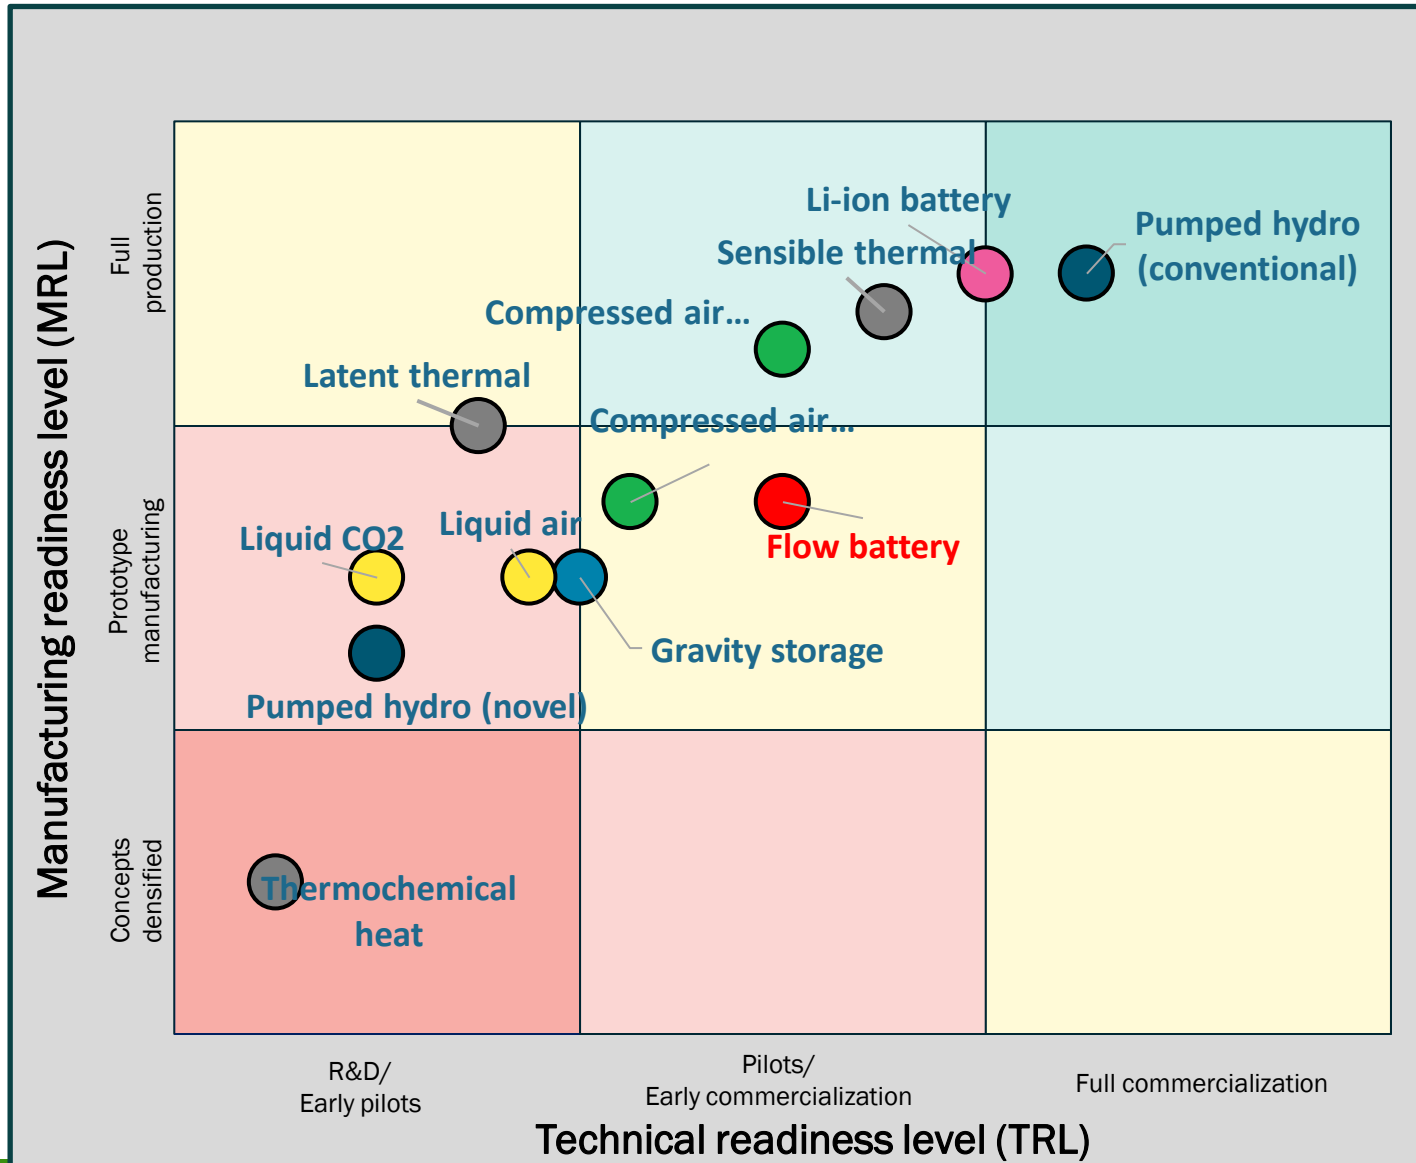 Manufacturing readiness level (MRL)
Full
production
Prototype
manufacturing
Concepts
densified
Li-ion battery
Pumped hydro
(conventional)
Sensible thermal
Compressed air…
Latent thermal
Compressed air…
Liquid CO2
Liquid air
Flow battery
Gravity storage
Pumped hydro (novel)
Thermochemical
heat
R&D/
Early pilots
Pilots/
Early commercialization
Full commercialization
Technical readiness level (TRL)